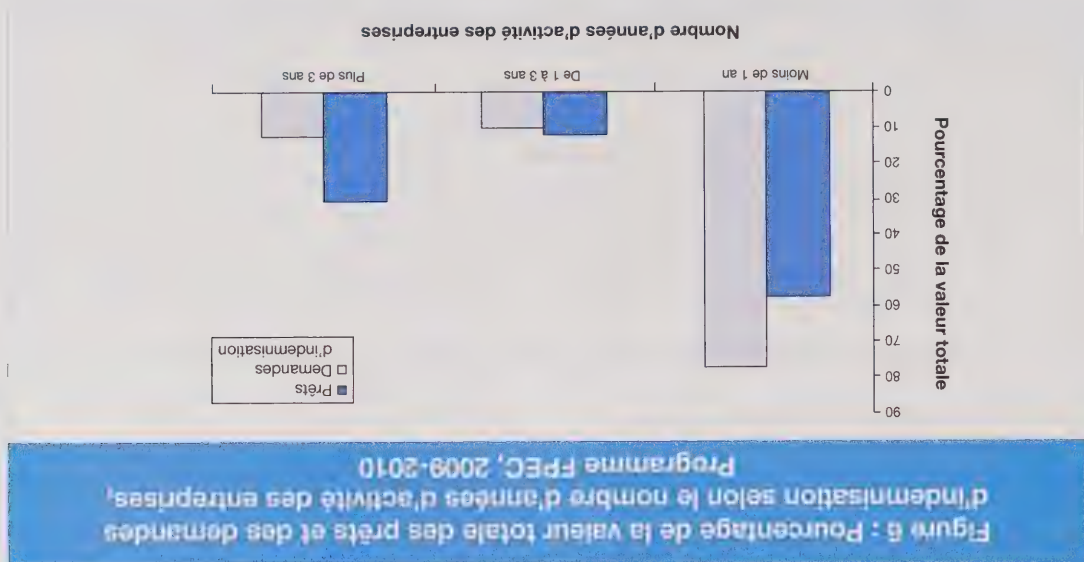 Figure 6 : Pourcentage de la valeur totale des prêts et des demandes
d'indemnisation selon le nombre d'années d'activité des entreprises,
Programme FPEC, 2009-2010
Pourcentage de la valeur totale
90
80
70
60
50
40
30
20
10
0
Prêts
Demandes
d'indemnisation
Moins de 1 an
De 1 à 3 ans
Plus de 3 ans
Nombre d'années d'activité des entreprises